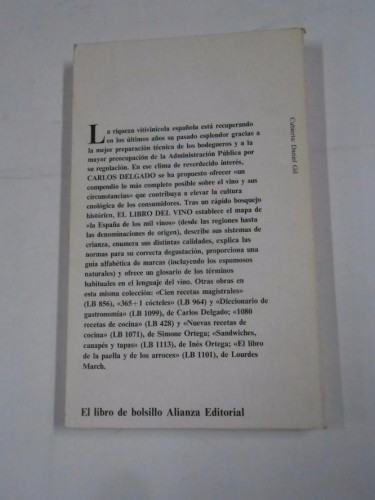 La riqueza vitivinícola española está recuperando
en los últimos años su pasado esplendor gracias a
la mejor preparación técnica de los bodegueros y a la
mayor preocupación de la Administración Pública por
su regulación. En ese clima de reverdecido interés,
CARLOS DELGADO se ha propuesto ofrecer «un
compendio lo más completo posible sobre el vino y sus
circunstancias» que contribuya a elevar la cultura
enológica de los consumidores. Tras un rápido bosquejo
histórico, EL LIBRO DEL VINO establece el mapa de
«la España de los mil vinos» (desde las regiones hasta
las denominaciones de origen), describe sus sistemas de
crianza, enumera sus distintas calidades, explica las
normas para su correcta degustación, proporciona una
guía alfabética de marcas (incluyendo los espumosos
naturales) y ofrece un glosario de los términos
habituales en el lenguaje del vino. Otras obras en
esta misma colección: «Cien recetas magistrales»
(LB 856), «365+1 cócteles» (LB 964) y «Diccionario de
gastronomía» (LB 1099), de Carlos Delgado; «1080
recetas de cocina» (LB 428) y «Nuevas recetas de
cocina» (LB 1071), de Simone Ortega; «Sandwiches,
canapés y tapas» (LB 1113), de Inés Ortega; «El libro
de la paella y de los arroces» (LB 1101), de Lourdes
March.
El libro de bolsillo Alianza Editorial
Cubierta: Daniel Gil